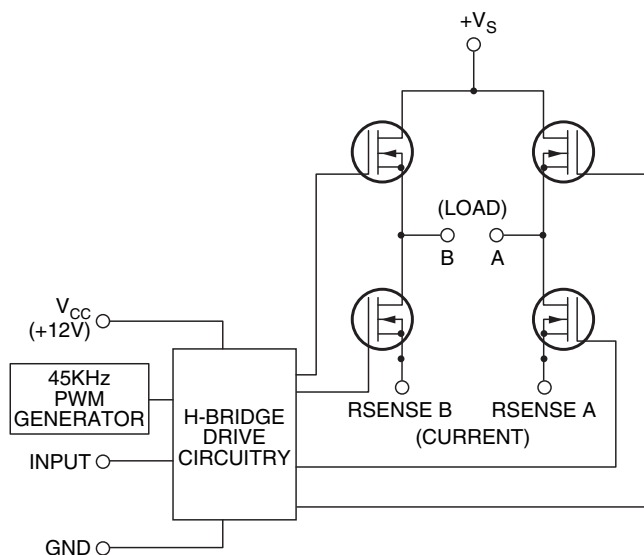 +VS
(LOAD)
B
A
VCC
(+12V)
45KHz
PWM
GENERATOR
H-BRIDGE
DRIVE
CIRCUITRY
RSENSE B
RSENSE A
(CURRENT)
INPUT
GND